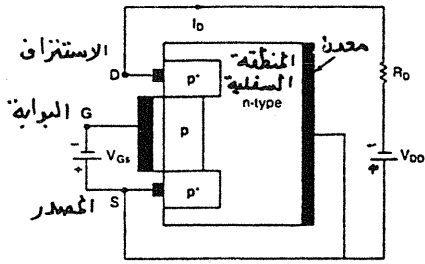 I_D
الاستنزاف
D
P+
المنطقة
السفلية
n-type
معدن
R_D
البوابة G
P
- V_Gs +
- V_DD +
المصدر S
P+